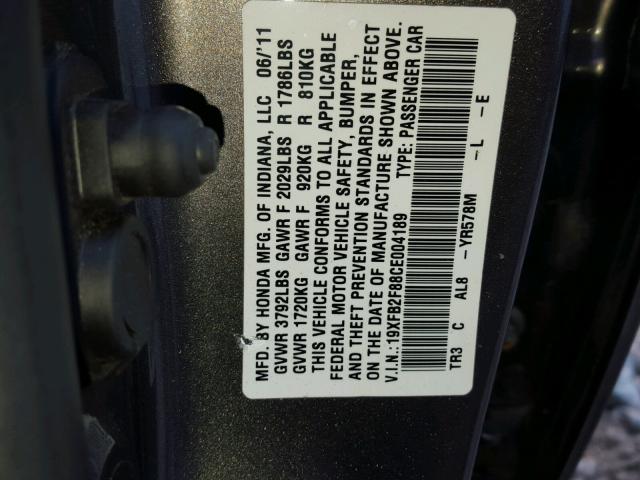 MFD. BY HONDA MFG. OF INDIANA, LLC 06/'11
GVWR 3792LBS GAWR F 2029LBS R 1786LBS
GVWR 1720KG GAWR F 920KG R 810KG
THIS VEHICLE CONFORMS TO ALL APPLICABLE
FEDERAL MOTOR VEHICLE SAFETY, BUMPER,
AND THEFT PREVENTION STANDARDS IN EFFECT
ON THE DATE OF MANUFACTURE SHOWN ABOVE.
V.I.N.:19XFB2F88CE004189 TYPE: PASSENGER CAR
TR3 C AL8 -YR578M -L -E